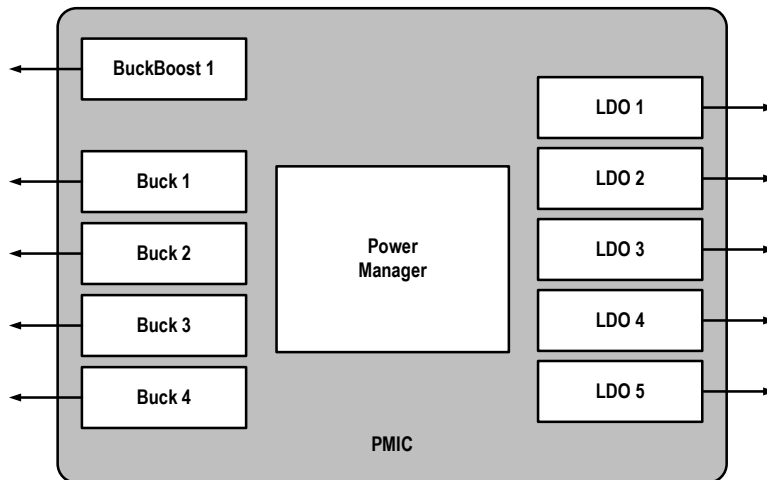 BuckBoost 1
Buck 1
Buck 2
Buck 3
Buck 4
Power
Manager
LDO 1
LDO 2
LDO 3
LDO 4
LDO 5
PMIC